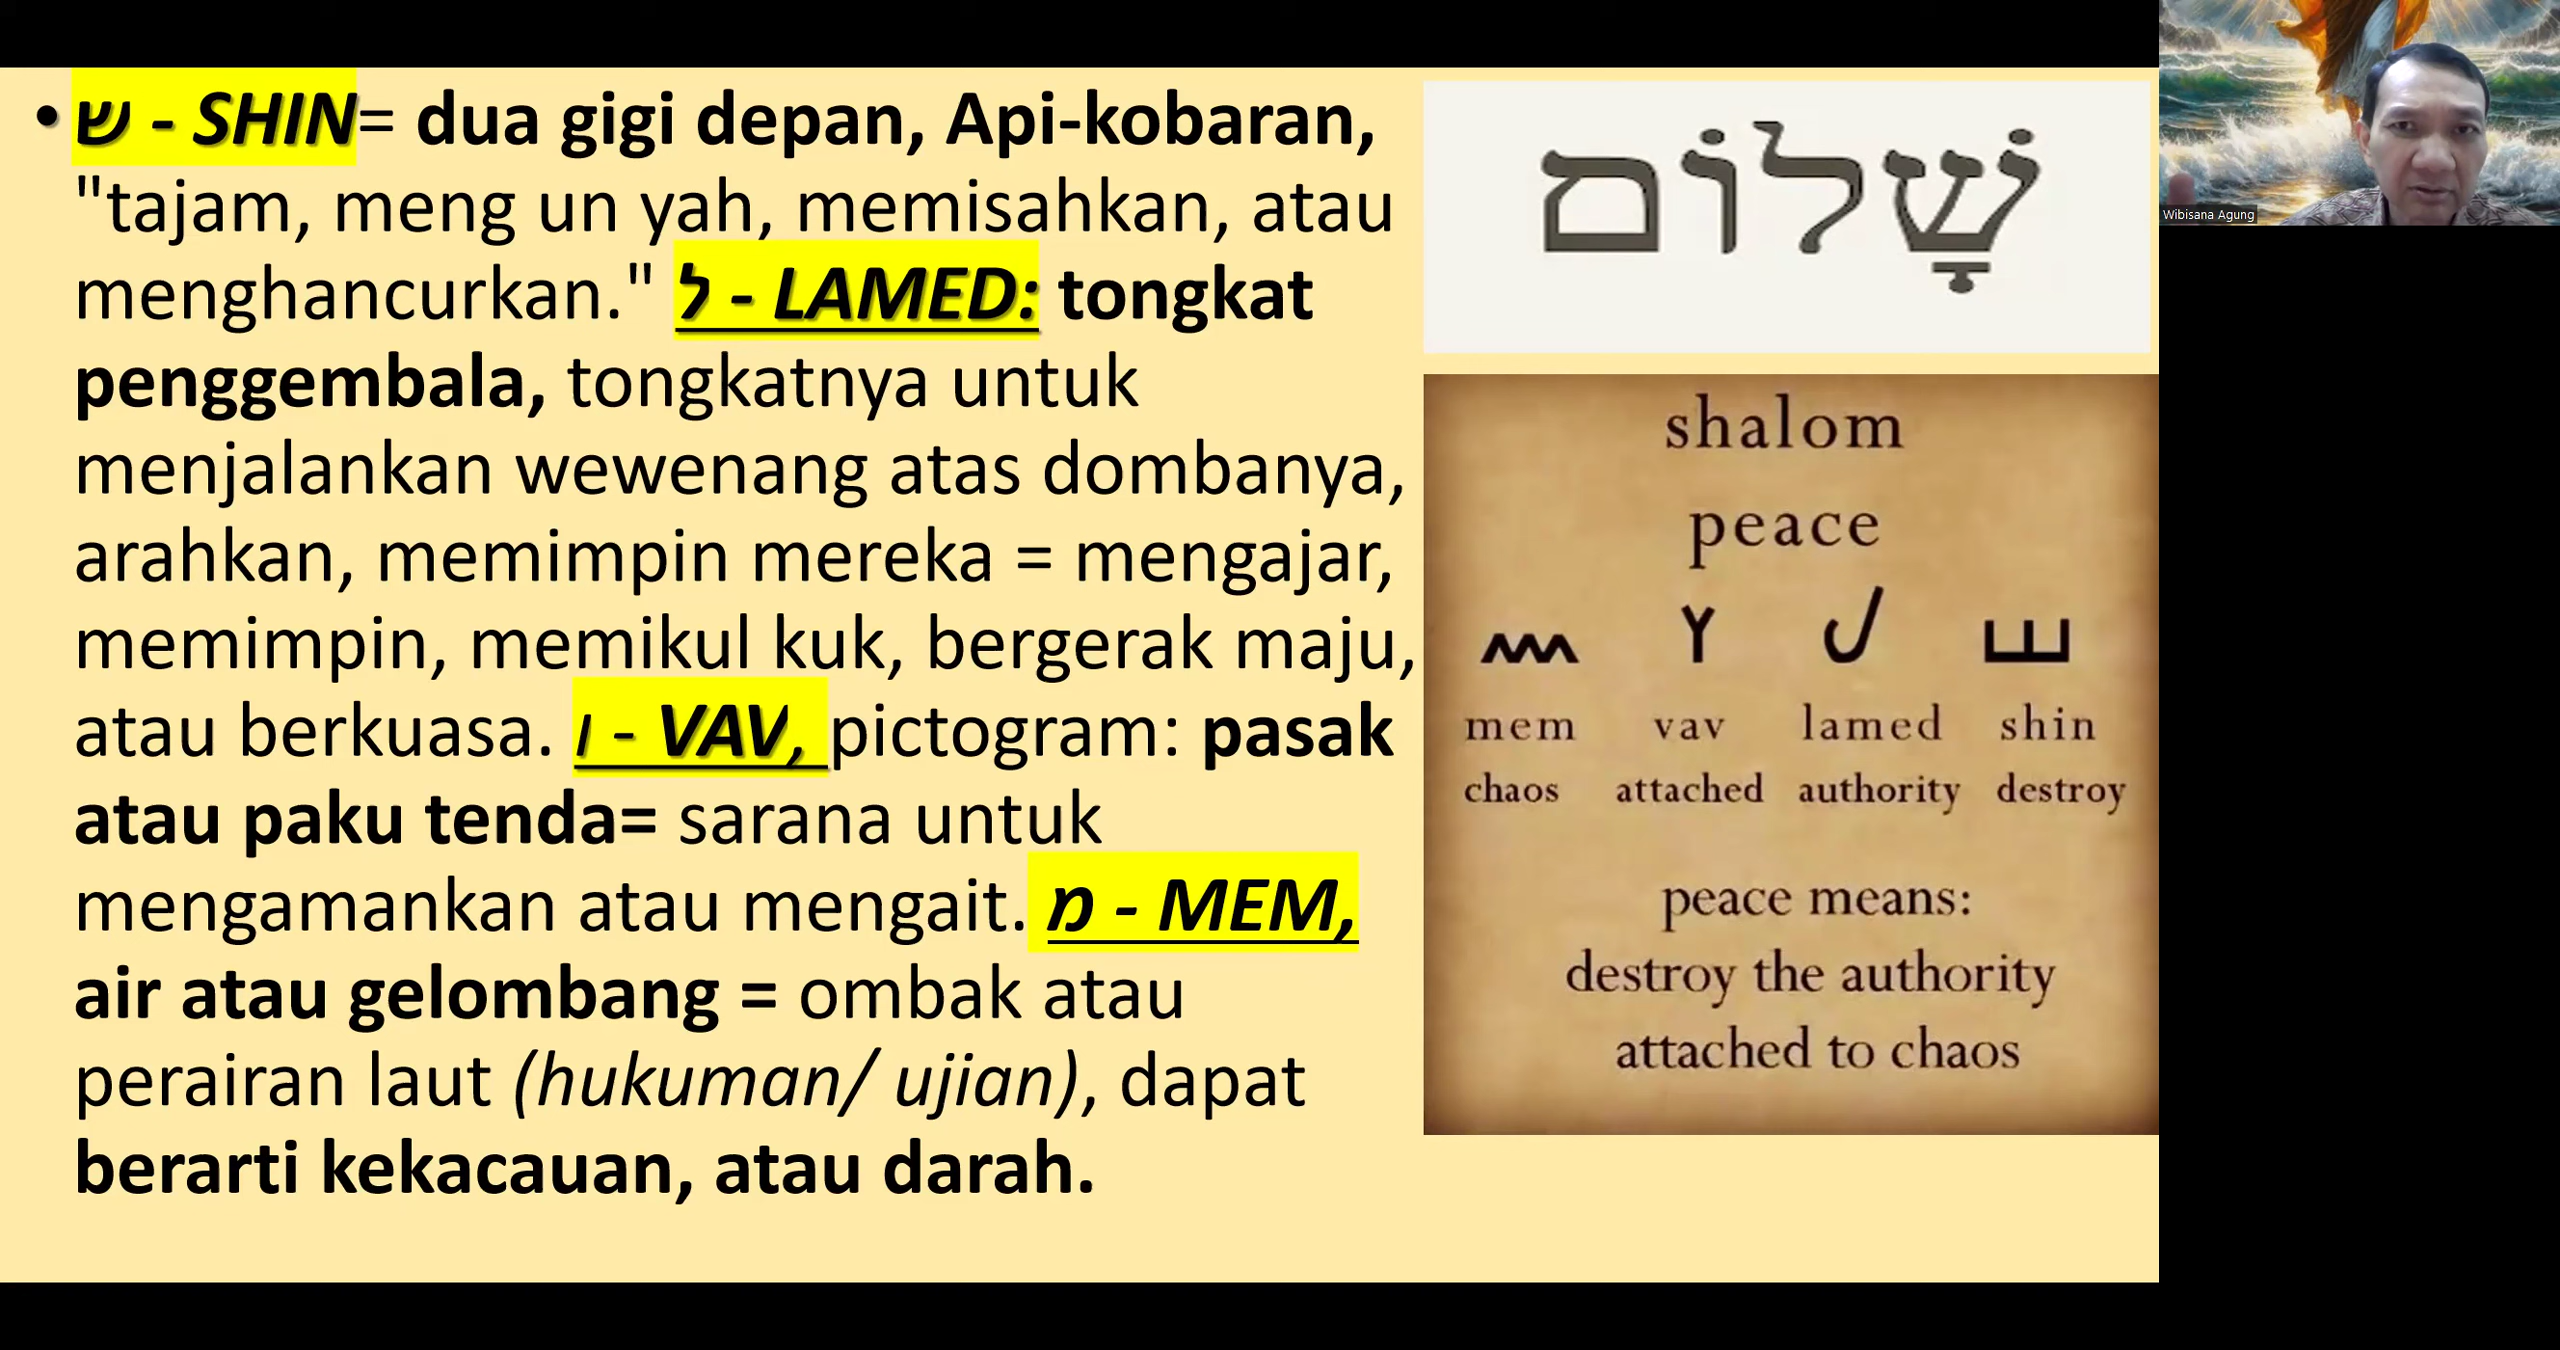 • ש - SHIN= dua gigi depan, Api-kobaran,
"tajam, meng un yah, memisahkan, atau
menghancurkan." ל - LAMED: tongkat
penggembala, tongkatnya untuk
menjalankan wewenang atas dombanya,
arahkan, memimpin mereka = mengajar,
memimpin, memikul kuk, bergerak maju,
atau berkuasa. ו - VAV, pictogram: pasak
atau paku tenda= sarana untuk
mengamankan atau mengait. מ - MEM,
air atau gelombang = ombak atau
perairan laut (hukuman/ ujian), dapat
berarti kekacauan, atau darah.
שָׁלוֹם
shalom
peace
mem vav lamed shin
chaos attached authority destroy
peace means:
destroy the authority
attached to chaos
Wibisana Agung